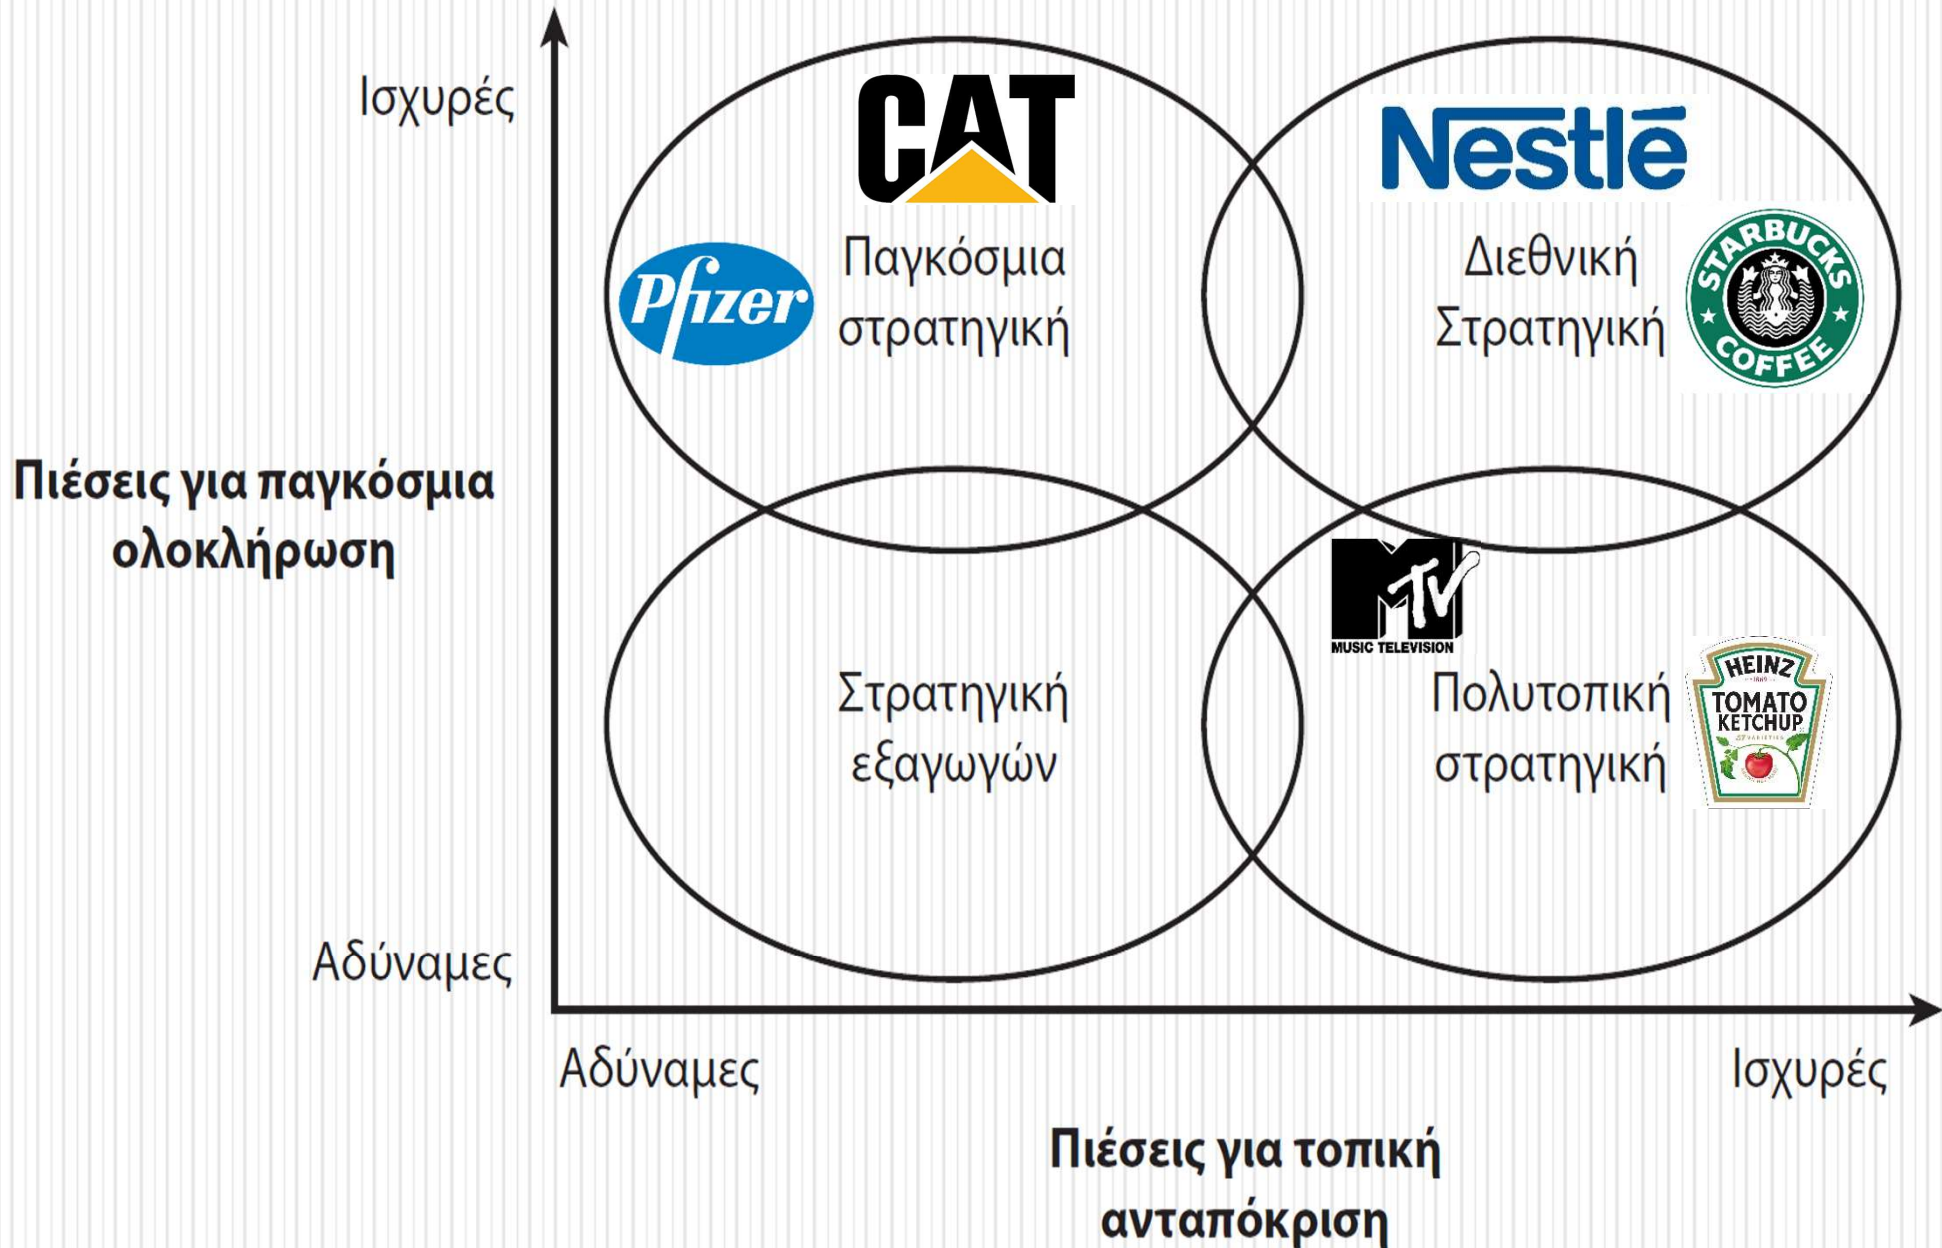 Ισχυρές
CAT
Nestlē
Pfizer
Παγκόσμια
στρατηγική
Διεθνική
Στρατηγική
STARBUCKS
COFFEE
Πιέσεις για παγκόσμια
ολοκλήρωση
MTV
MUSIC TELEVISION
Στρατηγική
εξαγωγών
Πολυτοπική
στρατηγική
HEINZ
TOMATO
KETCHUP
Αδύναμες
Αδύναμες
Ισχυρές
Πιέσεις για τοπική
ανταπόκριση